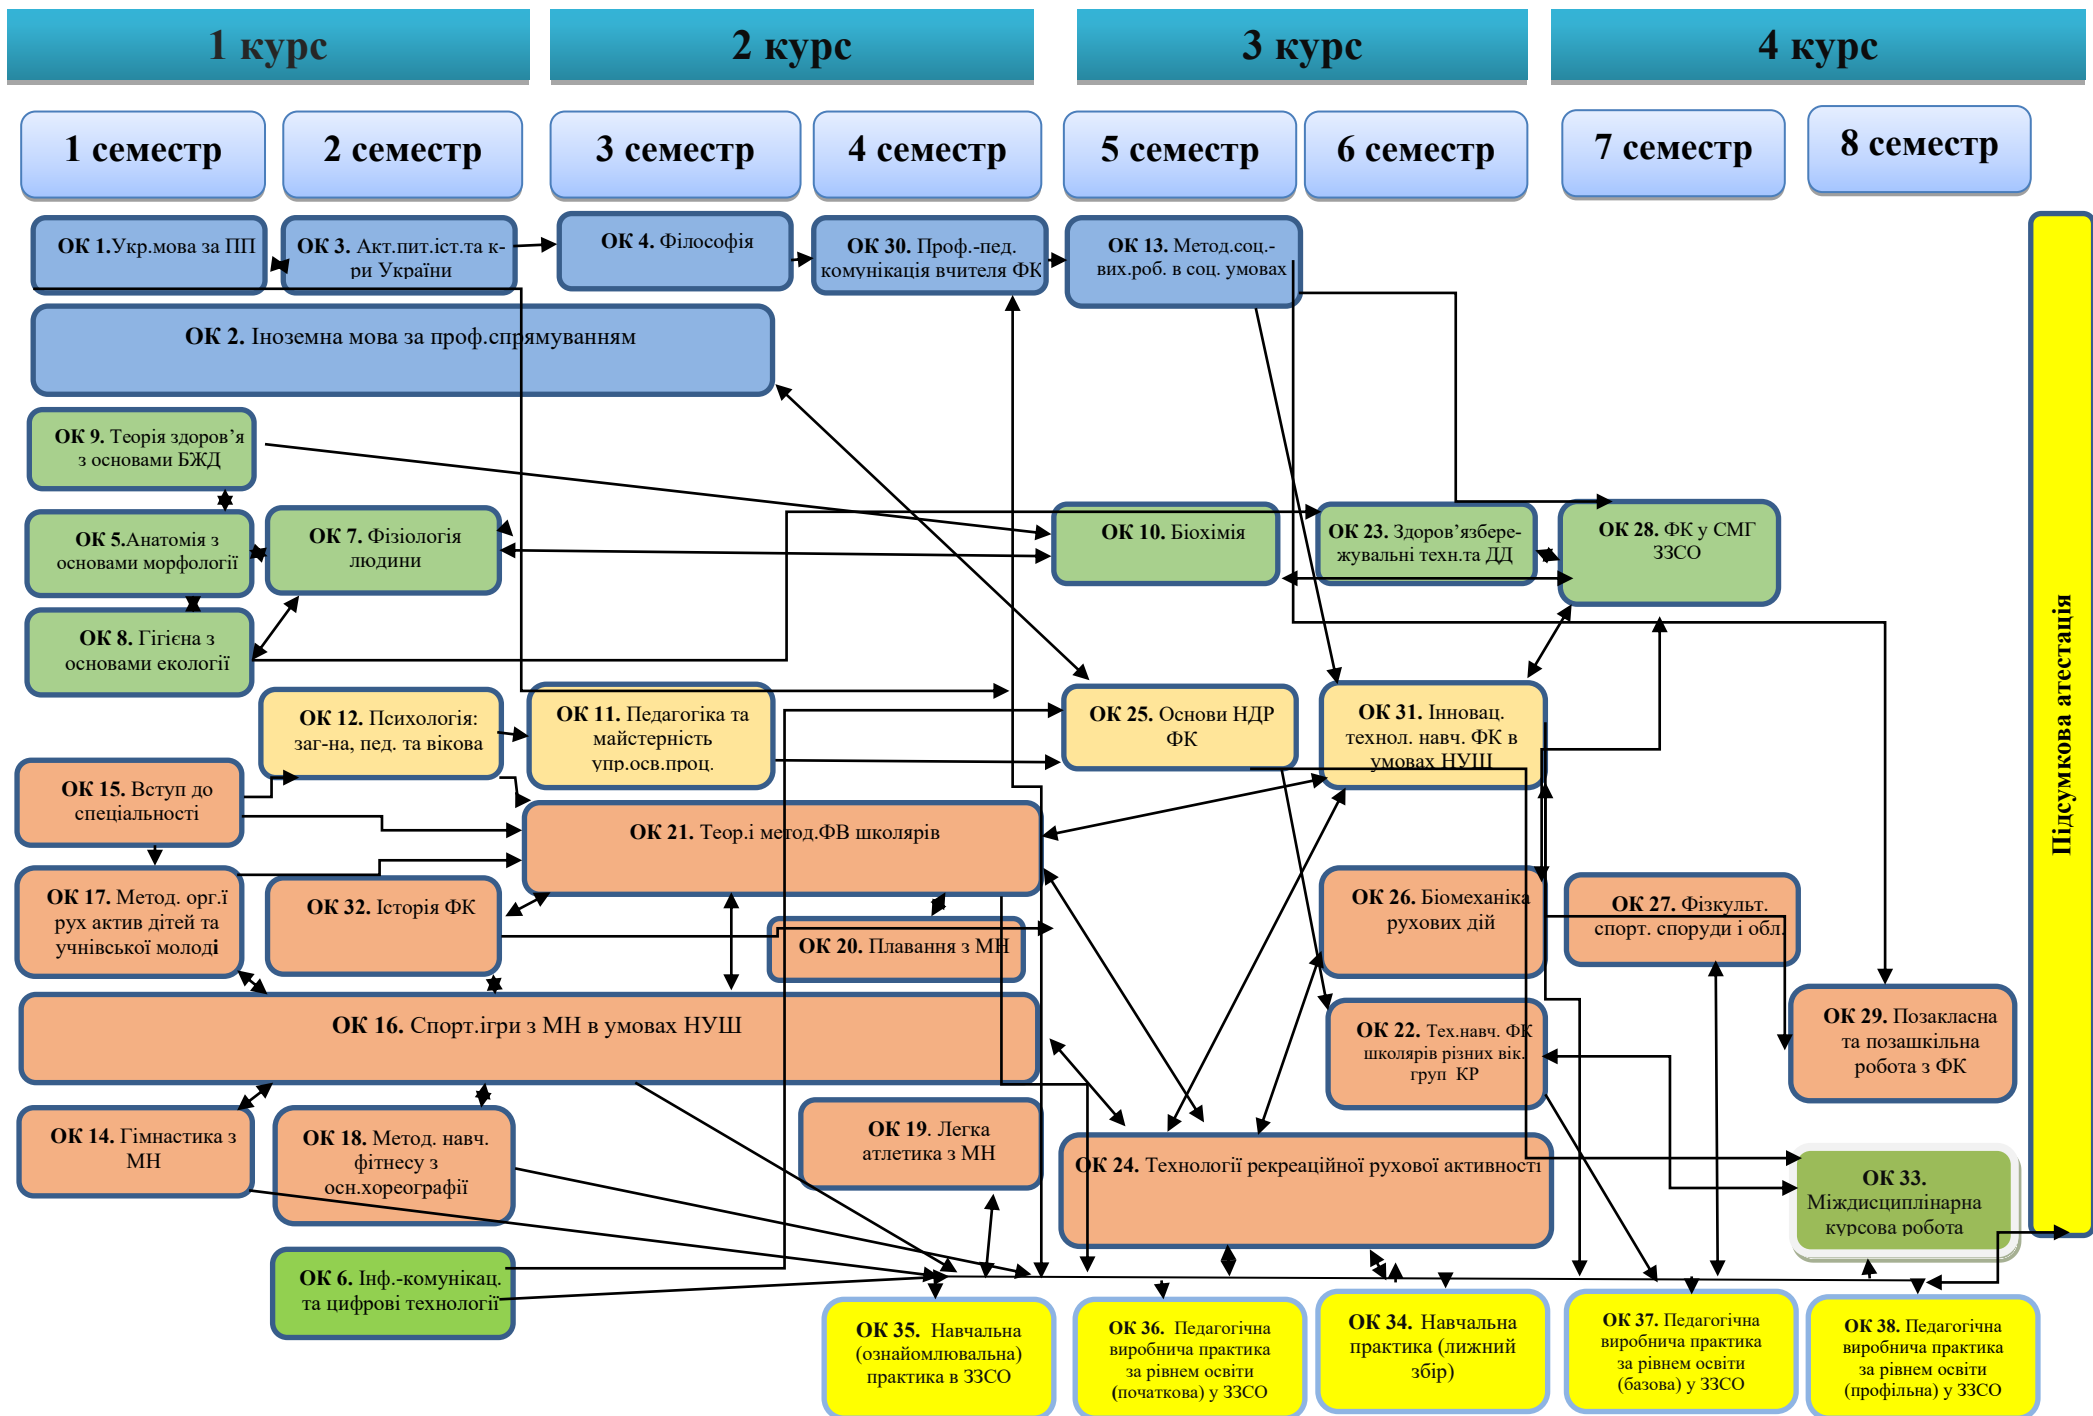 1 курс
2 курс
3 курс
4 курс
1 семестр
2 семестр
3 семестр
4 семестр
5 семестр
6 семестр
7 семестр
8 семестр
ОК 1.Укр.мова за ПП
ОК 3. Акт.пит.іст.та к-
ри України
ОК 4. Філософія
ОК 30. Проф.-пед.
комунікація вчителя ФК
ОК 13. Метод.соц.-
вих.роб. в соц. умовах
ОК 2. Іноземна мова за проф.спрямуванням
ОК 9. Теорія здоров’я
з основами БЖД
ОК 5.Анатомія з
основами морфології
ОК 7. Фізіологія
людини
ОК 10. Біохімія
ОК 23. Здоров’язбере-
жувальні техн.та ДД
ОК 28. ФК у СМГ
ЗЗСО
ОК 8. Гігієна з
основами екології
ОК 12. Психологія:
заг-на, пед. та вікова
ОК 11. Педагогіка та
майстерність
упр.осв.проц.
ОК 25. Основи НДР
ФК
ОК 31. Інновац.
технол. навч. ФК в
умовах НУШ
ОК 15. Вступ до
спеціальності
ОК 21. Теор.і метод.ФВ школярів
ОК 17. Метод. орг.ї
рух актив дітей та
учнівської молоді
ОК 32. Історія ФК
ОК 20. Плавання з МН
ОК 26. Біомеханіка
рухових дій
ОК 27. Фізкульт.
спорт. споруди і обл.
ОК 16. Спорт.ігри з МН в умовах НУШ
ОК 22. Тех.навч. ФК
школярів різних вік.
груп КР
ОК 29. Позакласна
та позашкільна
робота з ФК
ОК 14. Гімнастика з
МН
ОК 18. Метод. навч.
фітнесу з
осн.хореографії
ОК 19. Легка
атлетика з МН
ОК 24. Технології рекреаційної рухової активності
ОК 33.
Міждисциплінарна
курсова робота
ОК 6. Інф.-комунікац.
та цифрові технології
ОК 35. Навчальна
(ознайомлювальна)
практика в ЗЗСО
ОК 36. Педагогічна
виробнича практика
за рівнем освіти
(початкова) у ЗЗСО
ОК 34. Навчальна
практика (лижний
збір)
ОК 37. Педагогічна
виробнича практика
за рівнем освіти
(базова) у ЗЗСО
ОК 38. Педагогічна
виробнича практика
за рівнем освіти
(профільна) у ЗЗСО
Підсумкова атестація